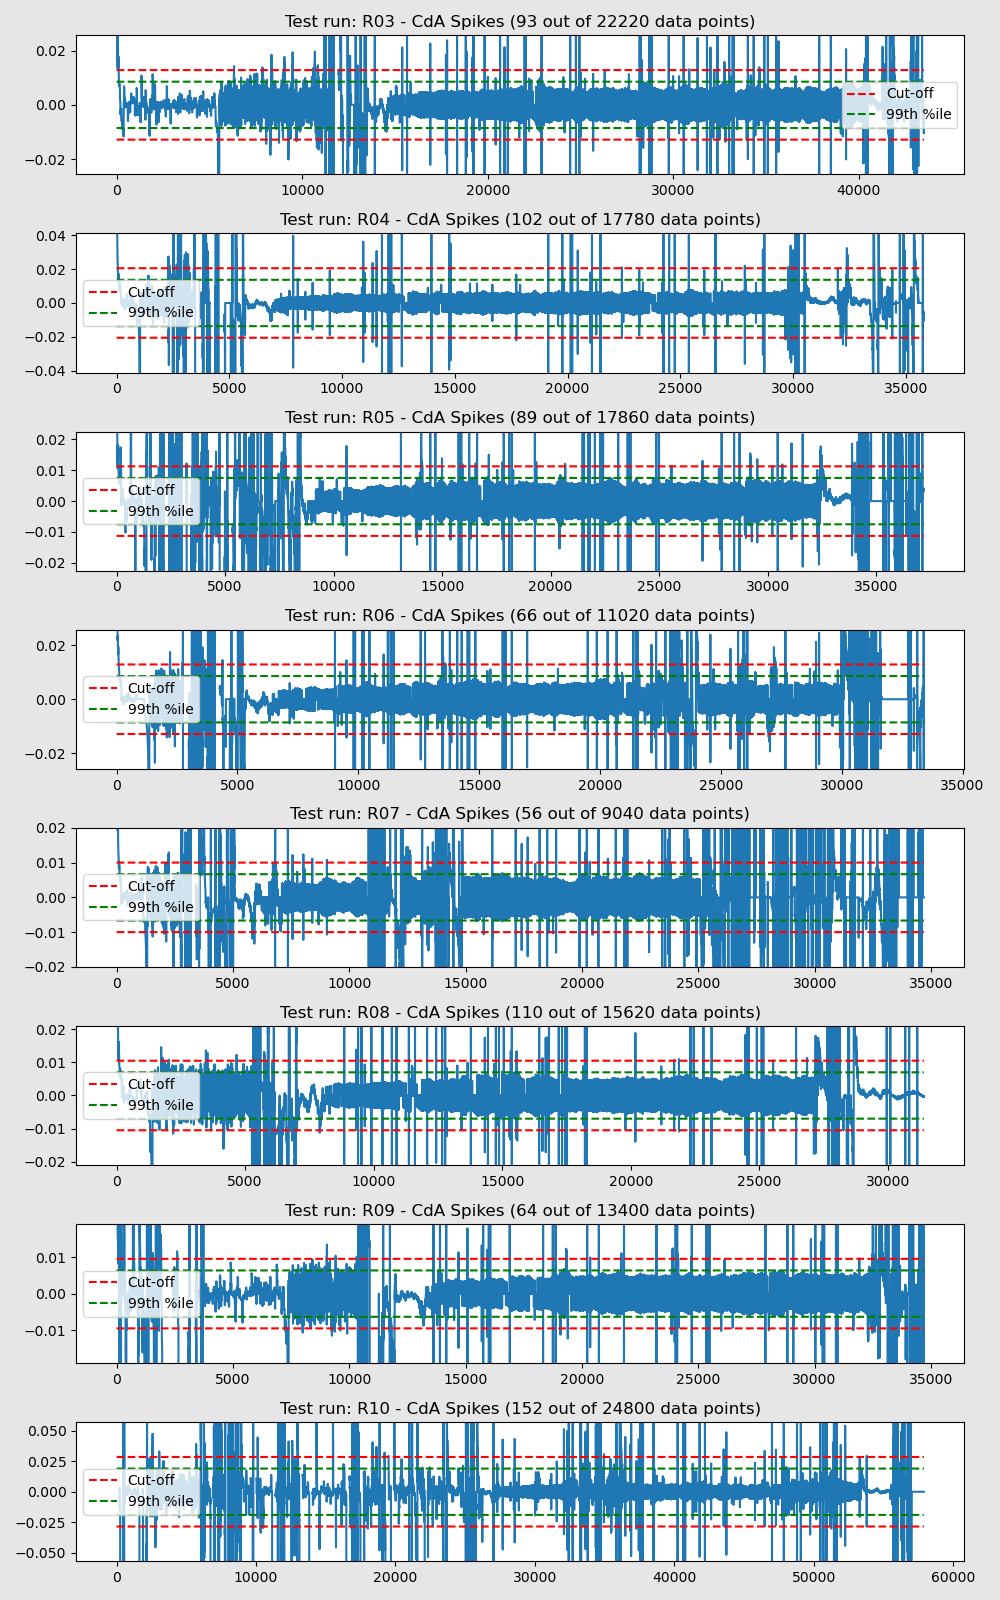 Test run: R03 - CdA Spikes (93 out of 22220 data points)
0.02
0.00
−0.02
Cut-off
99th %ile
0 10000 20000 30000 40000
Test run: R04 - CdA Spikes (102 out of 17780 data points)
0.04
0.02
0.00
−0.02
−0.04
Cut-off
99th %ile
0 5000 10000 15000 20000 25000 30000 35000
Test run: R05 - CdA Spikes (89 out of 17860 data points)
0.02
0.01
0.00
−0.01
−0.02
Cut-off
99th %ile
0 5000 10000 15000 20000 25000 30000 35000
Test run: R06 - CdA Spikes (66 out of 11020 data points)
0.02
0.00
−0.02
Cut-off
99th %ile
0 5000 10000 15000 20000 25000 30000 35000
Test run: R07 - CdA Spikes (56 out of 9040 data points)
0.02
0.01
0.00
−0.01
−0.02
Cut-off
99th %ile
0 5000 10000 15000 20000 25000 30000 35000
Test run: R08 - CdA Spikes (110 out of 15620 data points)
0.02
0.01
0.00
−0.01
−0.02
Cut-off
99th %ile
0 5000 10000 15000 20000 25000 30000
Test run: R09 - CdA Spikes (64 out of 13400 data points)
0.01
0.00
−0.01
Cut-off
99th %ile
0 5000 10000 15000 20000 25000 30000 35000
Test run: R10 - CdA Spikes (152 out of 24800 data points)
0.050
0.025
0.000
−0.025
−0.050
Cut-off
99th %ile
0 10000 20000 30000 40000 50000 60000